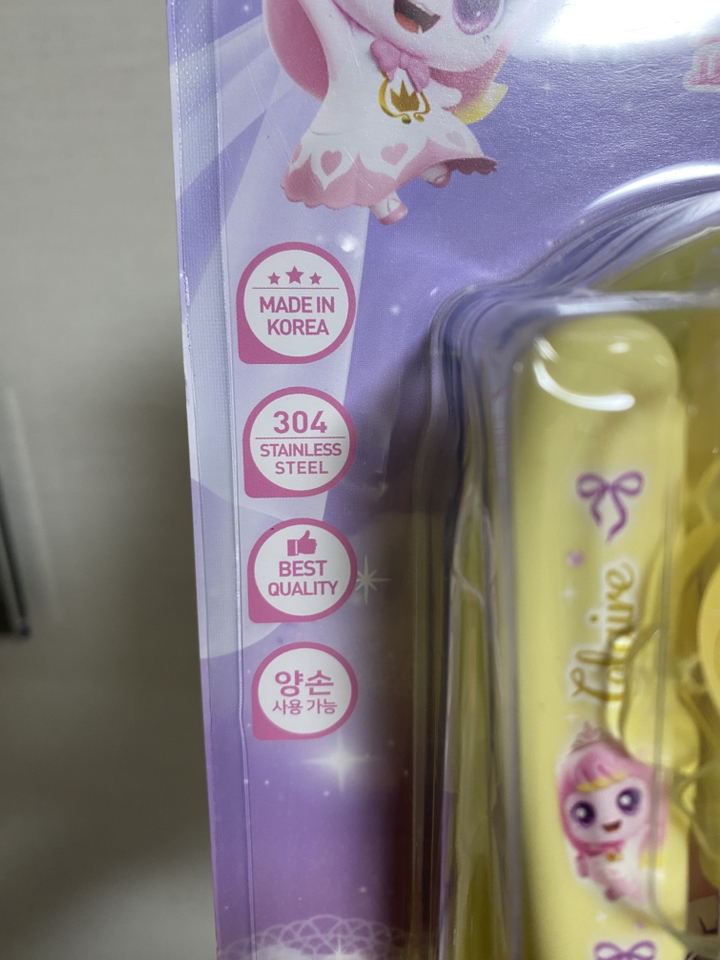 MADE IN
KOREA
304
STAINLESS
STEEL
BEST
QUALITY
양손
사용 가능